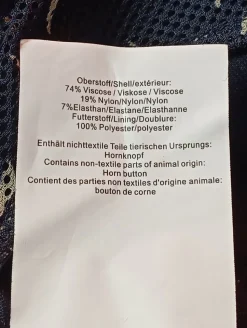 Oberstoff/Shell/extérieur:
74% Viscose / Viskose / Viscose
19% Nylon/Nylon/Nylon
7%Elasthan/Elastane/Elasthanne
Futterstoff/Lining/Doublure:
100% Polyester/polyester
Enthält nichttextile Teile tierischen Ursprungs:
Hornknopf
Contains non-textile parts of animal origin:
Horn button
Contient des parties non textiles d'origine animale:
bouton de corne